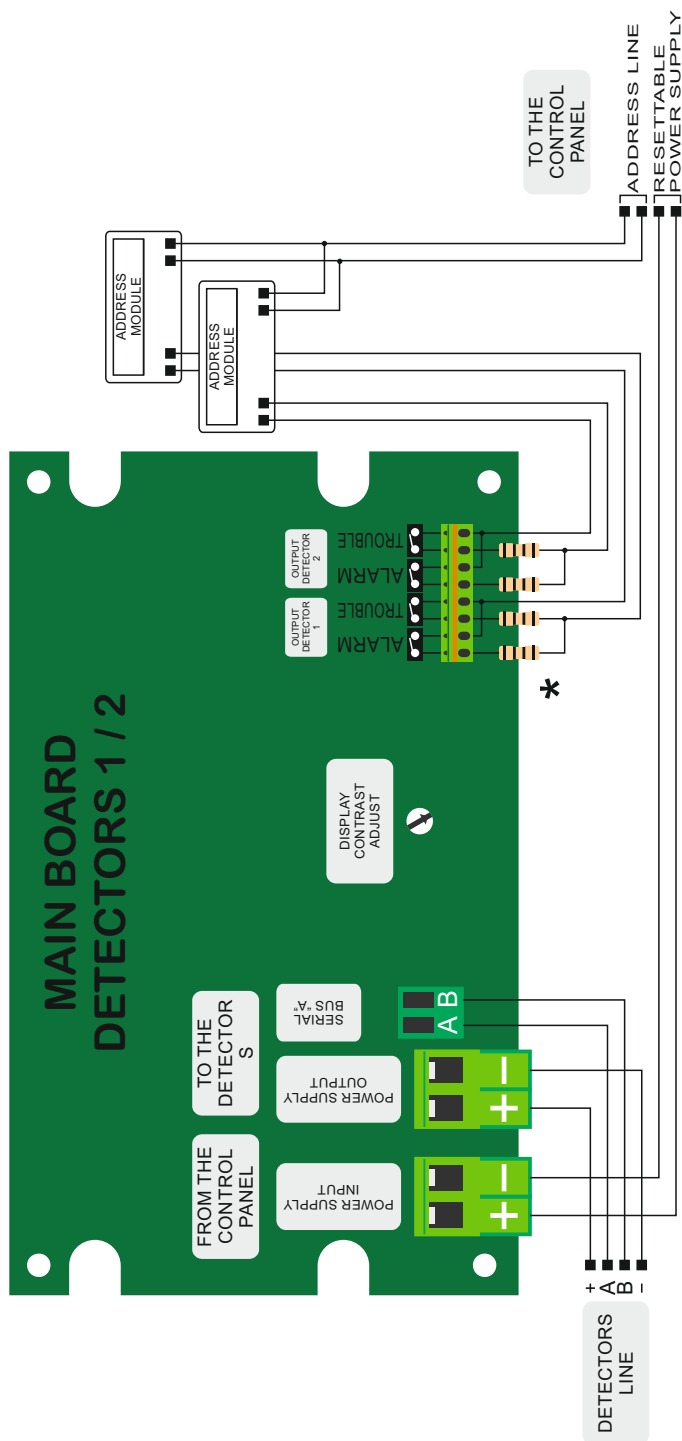 MAIN BOARD
DETECTORS 1 / 2
FROM THE
CONTROL
PANEL
TO THE
DETECTOR
S
POWER SUPPLY
INPUT
POWER SUPPLY
OUTPUT
SERIAL
BUS "A"
+
−
+
−
A
B
DISPLAY
CONTRAST
ADJUST
OUTPUT
DETECTOR
1
OUTPUT
DETECTOR
2
ALARM
TROUBLE
ALARM
TROUBLE
*
ADDRESS
MODULE
ADDRESS
MODULE
TO THE
CONTROL
PANEL
ADDRESS LINE
RESETTABLE
POWER SUPPLY
DETECTORS
LINE
+
A
B
-